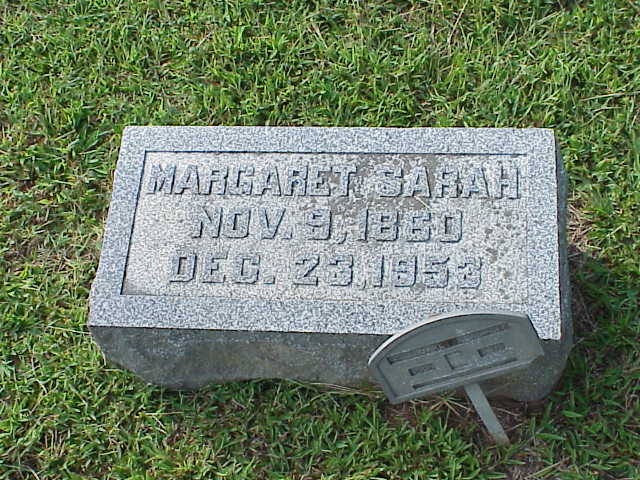 MARGARET SARAH
NOV. 9, 1860
DEC. 23, 1953